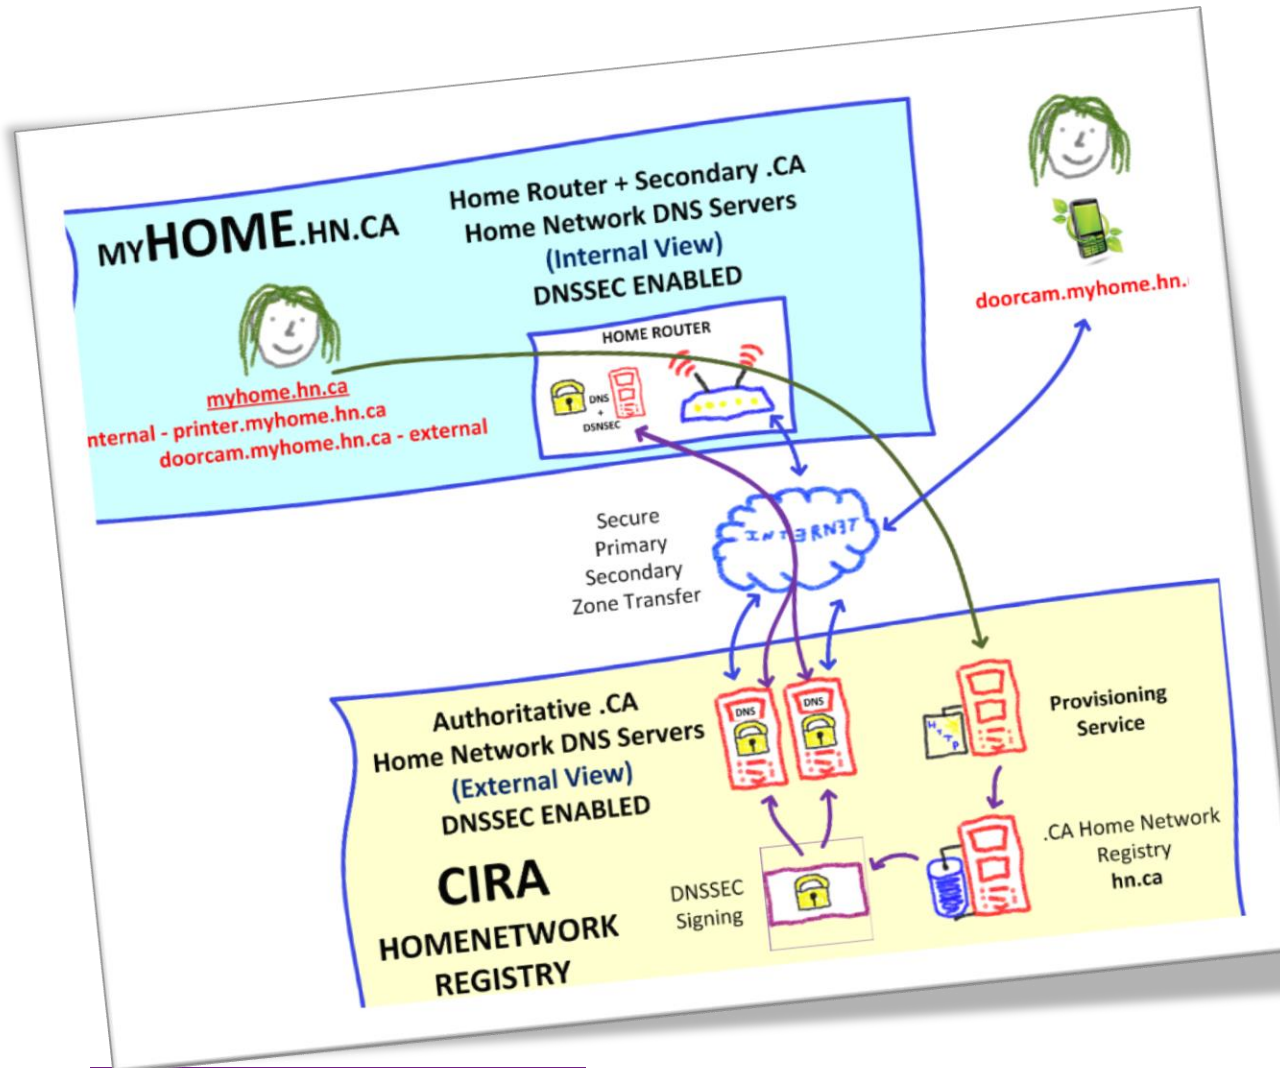 MYHOME.HN.CA
Home Router + Secondary .CA
Home Network DNS Servers
(Internal View)
DNSSEC ENABLED
HOME ROUTER
DNS
+
DSNSEC
myhome.hn.ca
nternal - printer.myhome.hn.ca
doorcam.myhome.hn.ca - external
doorcam.myhome.hn.
INTERNET
Secure
Primary
Secondary
Zone Transfer
Authoritative .CA
Home Network DNS Servers
(External View)
DNSSEC ENABLED
CIRA
HOMENETWORK
REGISTRY
DNS
DNS
HTTP
Provisioning
Service
.CA Home Network
Registry
hn.ca
DNSSEC
Signing